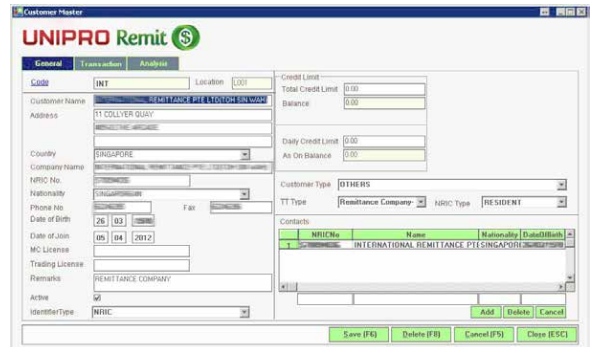 Customer Master
UNIPRO Remit $
General Transaction Analysis
Code INT Location L001
Customer Name REMITTANCE PTE LTD(TOH SIN WAH)
Address 11 COLLYER QUAY
Country SINGAPORE
Company Name
NRIC No.
Nationality
Phone No Fax
Date of Birth 26 03
Date of Join 05 04 2012
MC License
Trading License
Remarks REMITTANCE COMPANY
Active
IdentifierType NRIC
Credit Limit
Total Credit Limit 0.00
Balance 0.00
Daily Credit Limit 0.00
As On Balance 0.00
Customer Type OTHERS
TT Type Remittance Company- NRIC Type RESIDENT
Contacts
NRICNo Name Nationality DateOfBirth
1 INTERNATIONAL REMITTANCE PTE SINGAPORE
Add Delete Cancel
Save (F6) Delete (F8) Cancel (F5) Close (ESC)